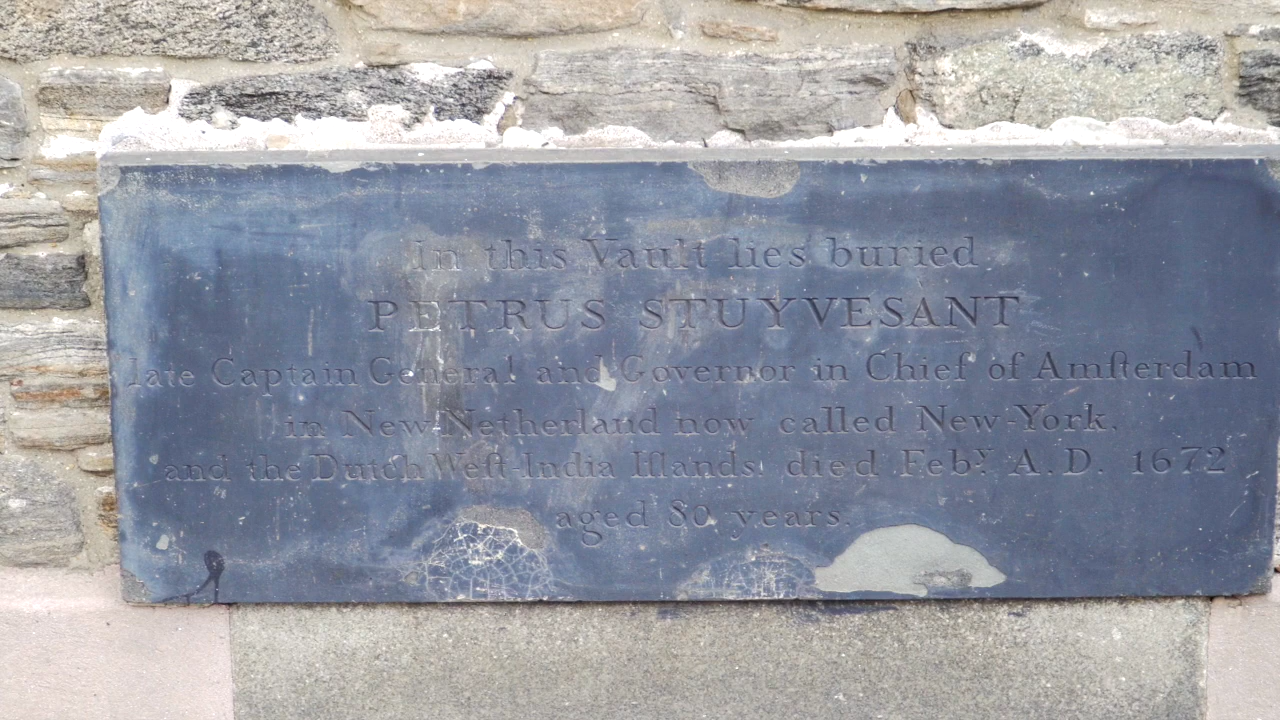 In this Vault lies buried
PETRUS STUYVESANT
late Captain General and Governor in Chief of Amſterdam
in New-Netherland now called New-York.
and the Dutch Weſt-India Iſlands, died Febʸ. A.D. 1672
aged 80 years.